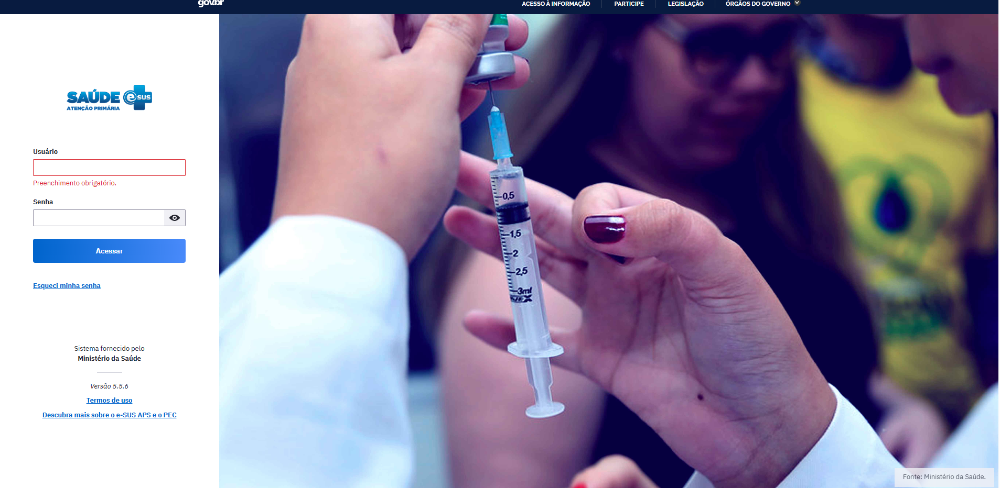 gov.br
ACESSO À INFORMAÇÃO
PARTICIPE
LEGISLAÇÃO
ÓRGÃOS DO GOVERNO
SAÚDE e SUS
ATENÇÃO PRIMÁRIA
Usuário
Preenchimento obrigatório.
Senha
Acessar
Esqueci minha senha
Sistema fornecido pelo
Ministério da Saúde
Versão 5.5.6
Termos de uso
Descubra mais sobre o e-SUS APS e o PEC
0,5
1,5
2
2,5
3ml
Fonte: Ministério da Saúde.